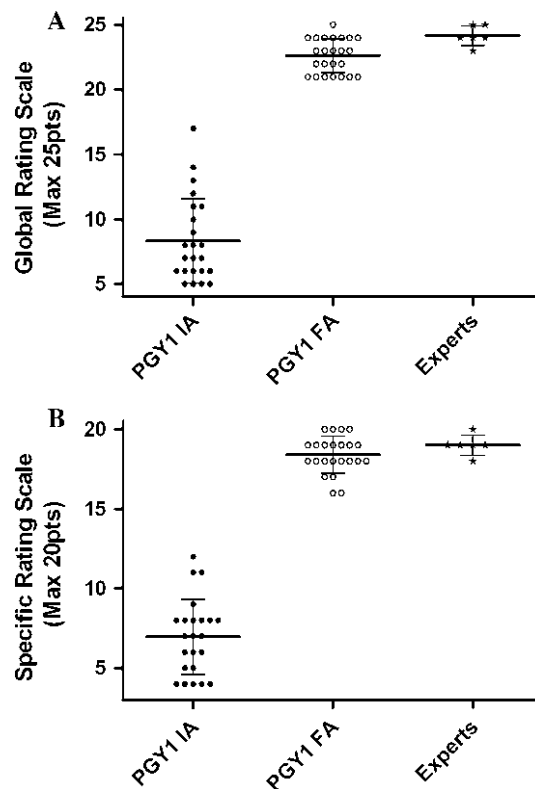 A
Global Rating Scale
(Max 25pts)
25
20
15
10
5
PGY1 IA
PGY1 FA
Experts
B
Specific Rating Scale
(Max 20pts)
20
15
10
5
PGY1 IA
PGY1 FA
Experts